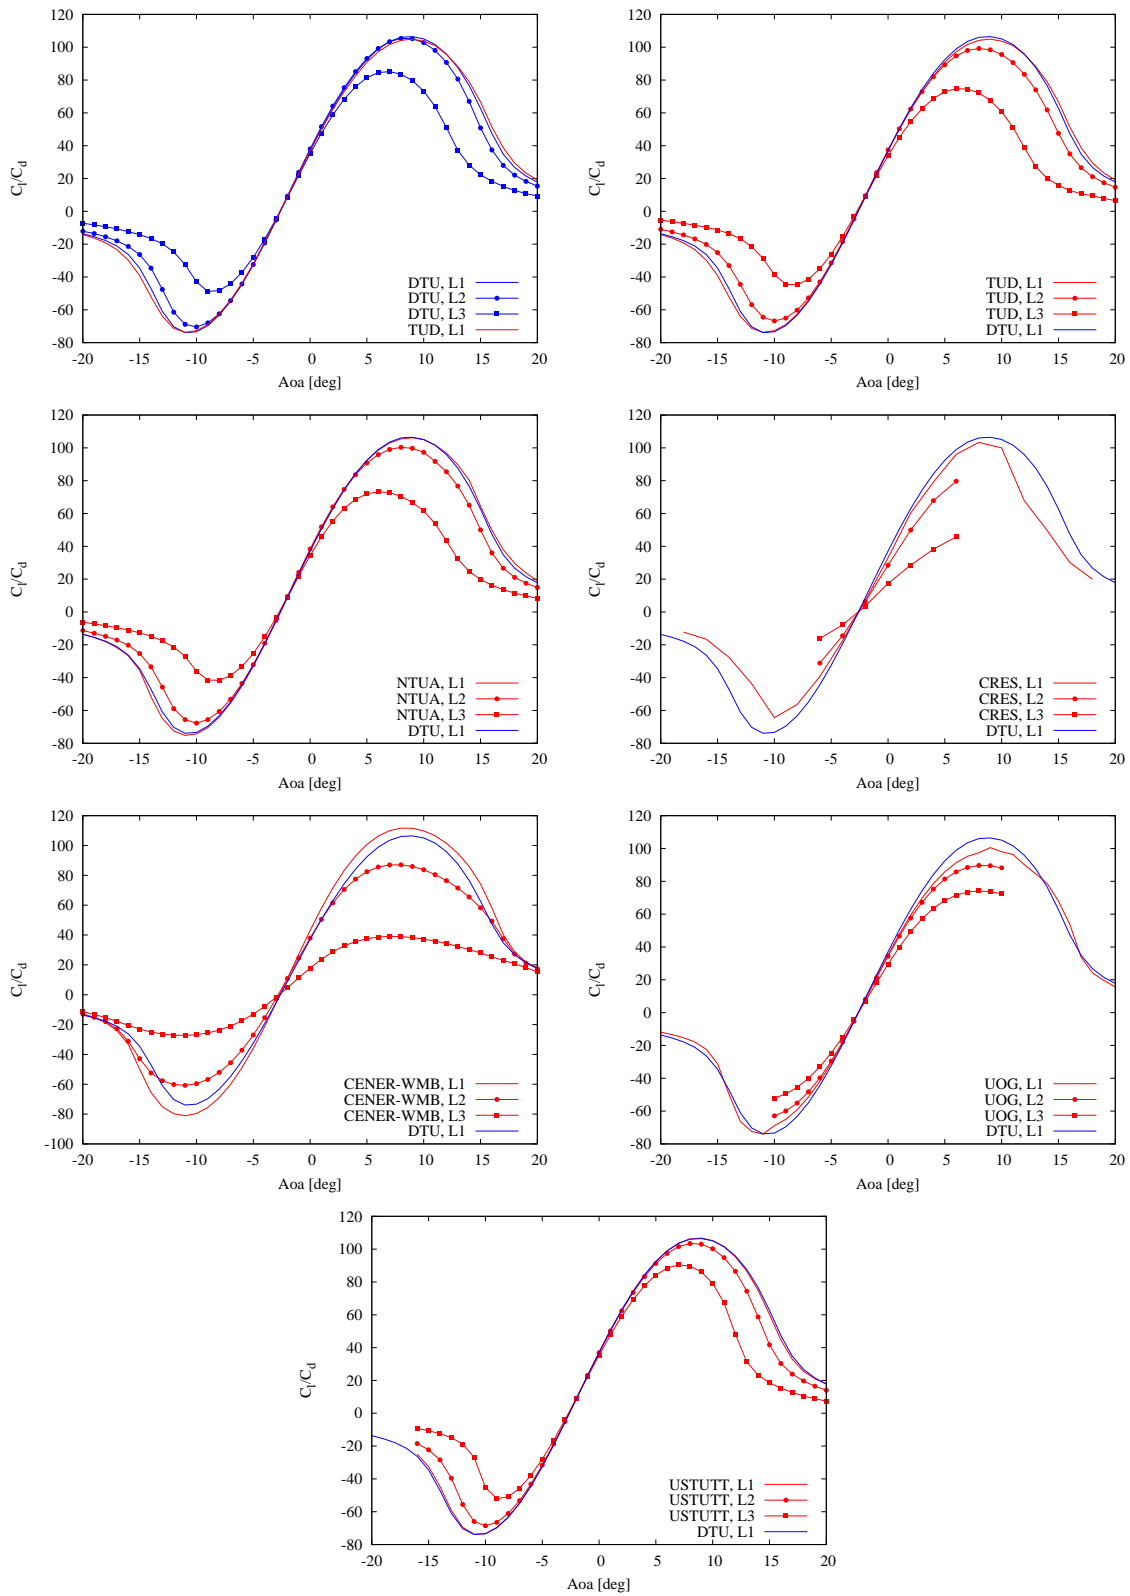 120
100
80
60
40
20
0
-20
-40
-60
-80
-20 -15 -10 -5 0 5 10 15 20
Cl/Cd
Aoa [deg]
DTU, L1
DTU, L2
DTU, L3
TUD, L1
120
100
80
60
40
20
0
-20
-40
-60
-80
-20 -15 -10 -5 0 5 10 15 20
Cl/Cd
Aoa [deg]
TUD, L1
TUD, L2
TUD, L3
DTU, L1
120
100
80
60
40
20
0
-20
-40
-60
-80
-20 -15 -10 -5 0 5 10 15 20
Cl/Cd
Aoa [deg]
NTUA, L1
NTUA, L2
NTUA, L3
DTU, L1
120
100
80
60
40
20
0
-20
-40
-60
-80
-20 -15 -10 -5 0 5 10 15 20
Cl/Cd
Aoa [deg]
CRES, L1
CRES, L2
CRES, L3
DTU, L1
120
100
80
60
40
20
0
-20
-40
-60
-80
-100
-20 -15 -10 -5 0 5 10 15 20
Cl/Cd
Aoa [deg]
CENER-WMB, L1
CENER-WMB, L2
CENER-WMB, L3
DTU, L1
120
100
80
60
40
20
0
-20
-40
-60
-80
-20 -15 -10 -5 0 5 10 15 20
Cl/Cd
Aoa [deg]
UOG, L1
UOG, L2
UOG, L3
DTU, L1
120
100
80
60
40
20
0
-20
-40
-60
-80
-20 -15 -10 -5 0 5 10 15 20
Cl/Cd
Aoa [deg]
USTUTT, L1
USTUTT, L2
USTUTT, L3
DTU, L1